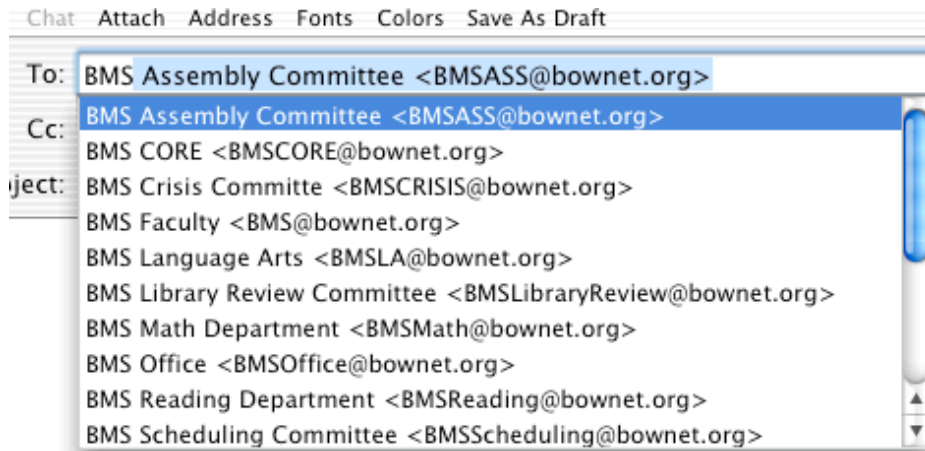 Chat Attach Address Fonts Colors Save As Draft
To: BMS Assembly Committee <BMSASS@bownet.org>
BMS Assembly Committee <BMSASS@bownet.org>
Cc:
BMS CORE <BMSCORE@bownet.org>
ject: BMS Crisis Committe <BMSCRISIS@bownet.org>
BMS Faculty <BMS@bownet.org>
BMS Language Arts <BMSLA@bownet.org>
BMS Library Review Committee <BMSLibraryReview@bownet.org>
BMS Math Department <BMSMath@bownet.org>
BMS Office <BMSOffice@bownet.org>
BMS Reading Department <BMSReading@bownet.org>
BMS Scheduling Committee <BMSScheduling@bownet.org>